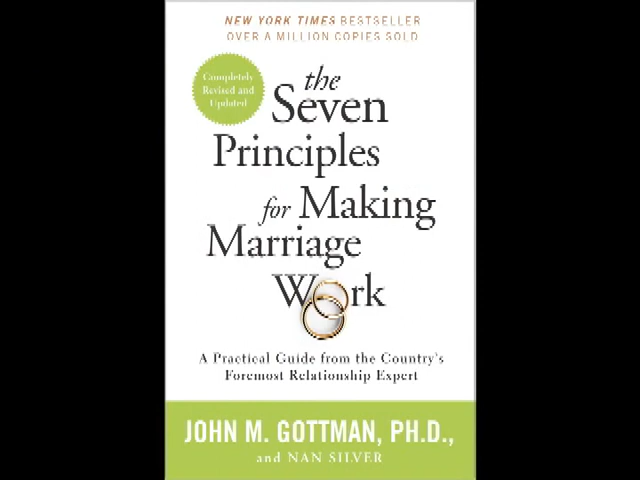 NEW YORK TIMES BESTSELLER
OVER A MILLION COPIES SOLD
Completely
Revised and
Updated
the
Seven
Principles
for Making
Marriage
Work
A Practical Guide from the Country's
Foremost Relationship Expert
JOHN M. GOTTMAN, PH.D.,
and NAN SILVER